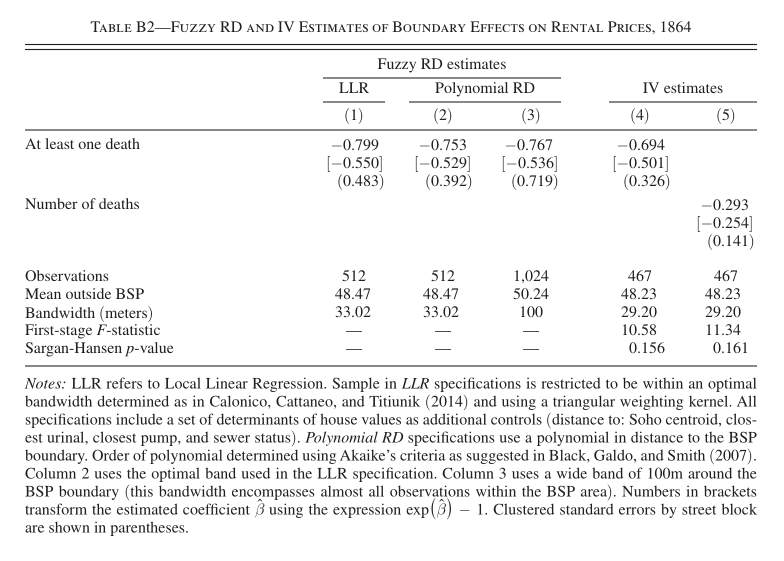 TABLE B2—FUZZY RD AND IV ESTIMATES OF BOUNDARY EFFECTS ON RENTAL PRICES, 1864
Fuzzy RD estimates
LLR Polynomial RD IV estimates
(1) (2) (3) (4) (5)
At least one death −0.799 −0.753 −0.767 −0.694
[−0.550] [−0.529] [−0.536] [−0.501]
(0.483) (0.392) (0.719) (0.326)
Number of deaths −0.293
[−0.254]
(0.141)
Observations 512 512 1,024 467 467
Mean outside BSP 48.47 48.47 50.24 48.23 48.23
Bandwidth (meters) 33.02 33.02 100 29.20 29.20
First-stage F-statistic — — — 10.58 11.34
Sargan-Hansen p-value — — — 0.156 0.161
Notes: LLR refers to Local Linear Regression. Sample in LLR specifications is restricted to be within an optimal
bandwidth determined as in Calonico, Cattaneo, and Titiunik (2014) and using a triangular weighting kernel. All
specifications include a set of determinants of house values as additional controls (distance to: Soho centroid, clos-
est urinal, closest pump, and sewer status). Polynomial RD specifications use a polynomial in distance to the BSP
boundary. Order of polynomial determined using Akaike's criteria as suggested in Black, Galdo, and Smith (2007).
Column 2 uses the optimal band used in the LLR specification. Column 3 uses a wide band of 100m around the
BSP boundary (this bandwidth encompasses almost all observations within the BSP area). Numbers in brackets
transform the estimated coefficient β̂ using the expression exp(β̂) − 1. Clustered standard errors by street block
are shown in parentheses.